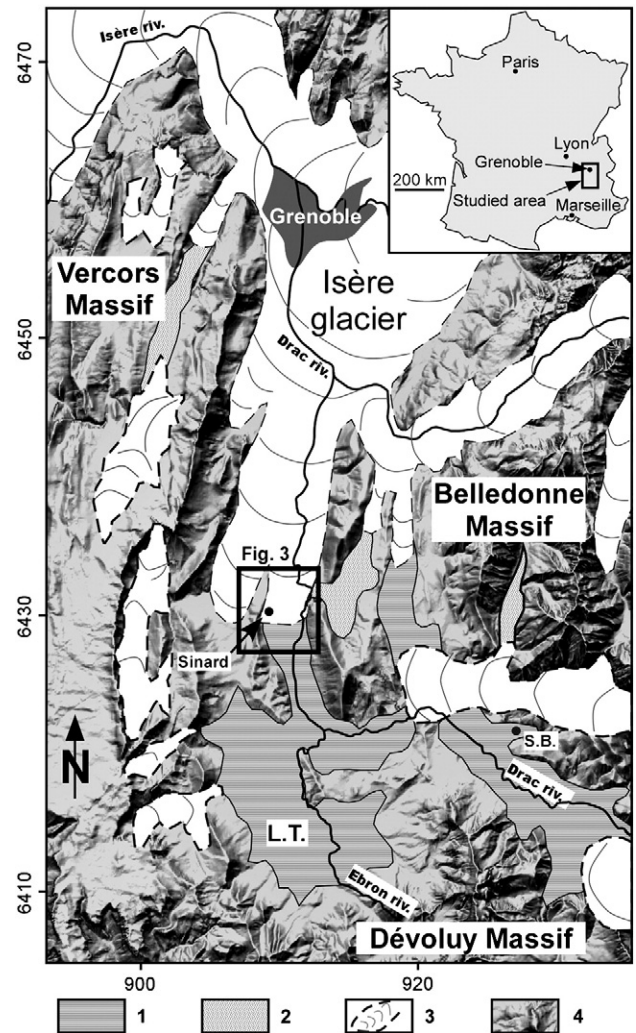 Isère riv.
6470
Paris
Lyon
Grenoble
200 km
Studied area
Marseille
Grenoble
Vercors
Massif
Isère
glacier
6450
Drac riv.
Belledonne
Massif
Fig. 3
6430
Sinard
S.B.
N
Drac riv.
L.T.
6410
Ebron riv.
Dévoluy Massif
900
920
1
2
3
4